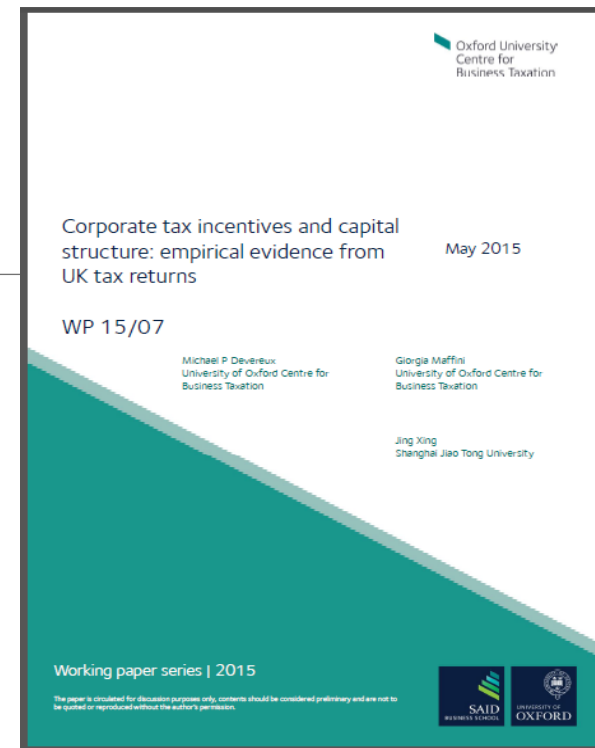 Oxford University
Centre for
Business Taxation
Corporate tax incentives and capital
structure: empirical evidence from
UK tax returns
May 2015
WP 15/07
Michael P Devereux
University of Oxford Centre for
Business Taxation
Giorgia Maffini
University of Oxford Centre for
Business Taxation
Jing Xing
Shanghai Jiao Tong University
Working paper series | 2015
The paper is circulated for discussion purposes only, contents should be considered preliminary and are not to
be quoted or reproduced without the author's permission.
SAID
BUSINESS SCHOOL
UNIVERSITY OF
OXFORD